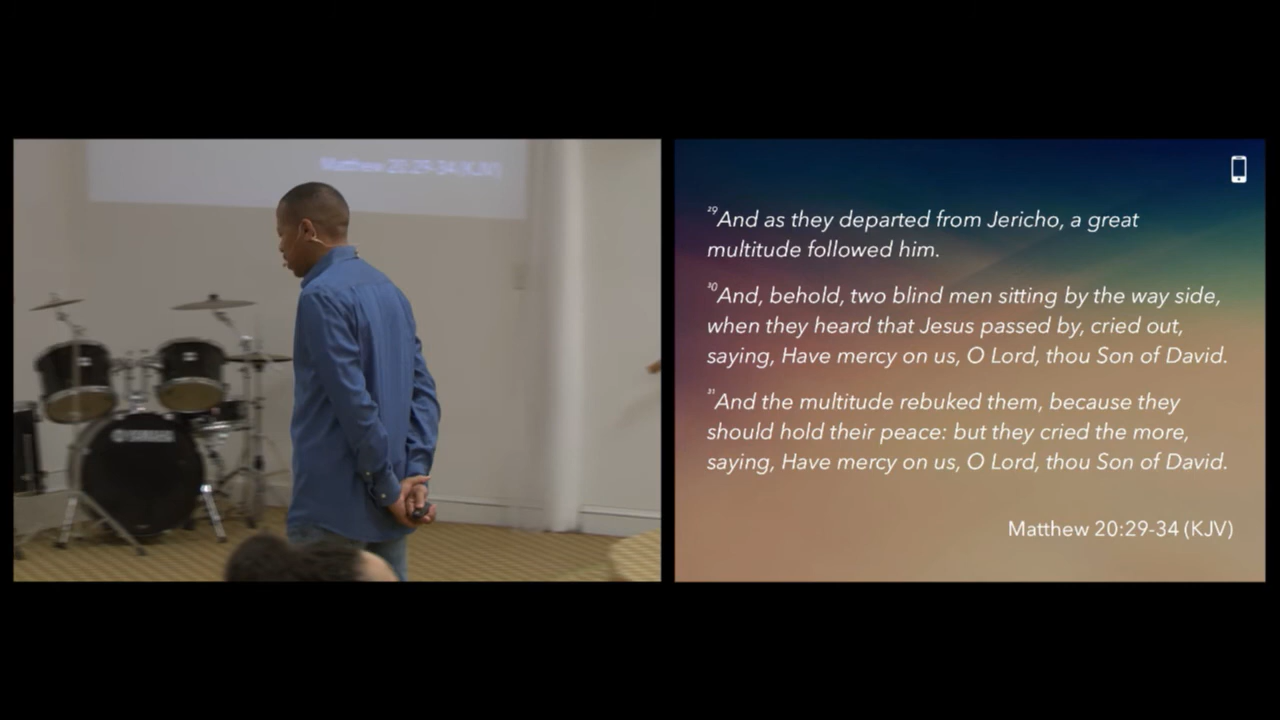 Matthew 20:29-34 (KJV)
YAMAHA
²⁹And as they departed from Jericho, a great
multitude followed him.
³⁰And, behold, two blind men sitting by the way side,
when they heard that Jesus passed by, cried out,
saying, Have mercy on us, O Lord, thou Son of David.
³¹And the multitude rebuked them, because they
should hold their peace: but they cried the more,
saying, Have mercy on us, O Lord, thou Son of David.
Matthew 20:29-34 (KJV)